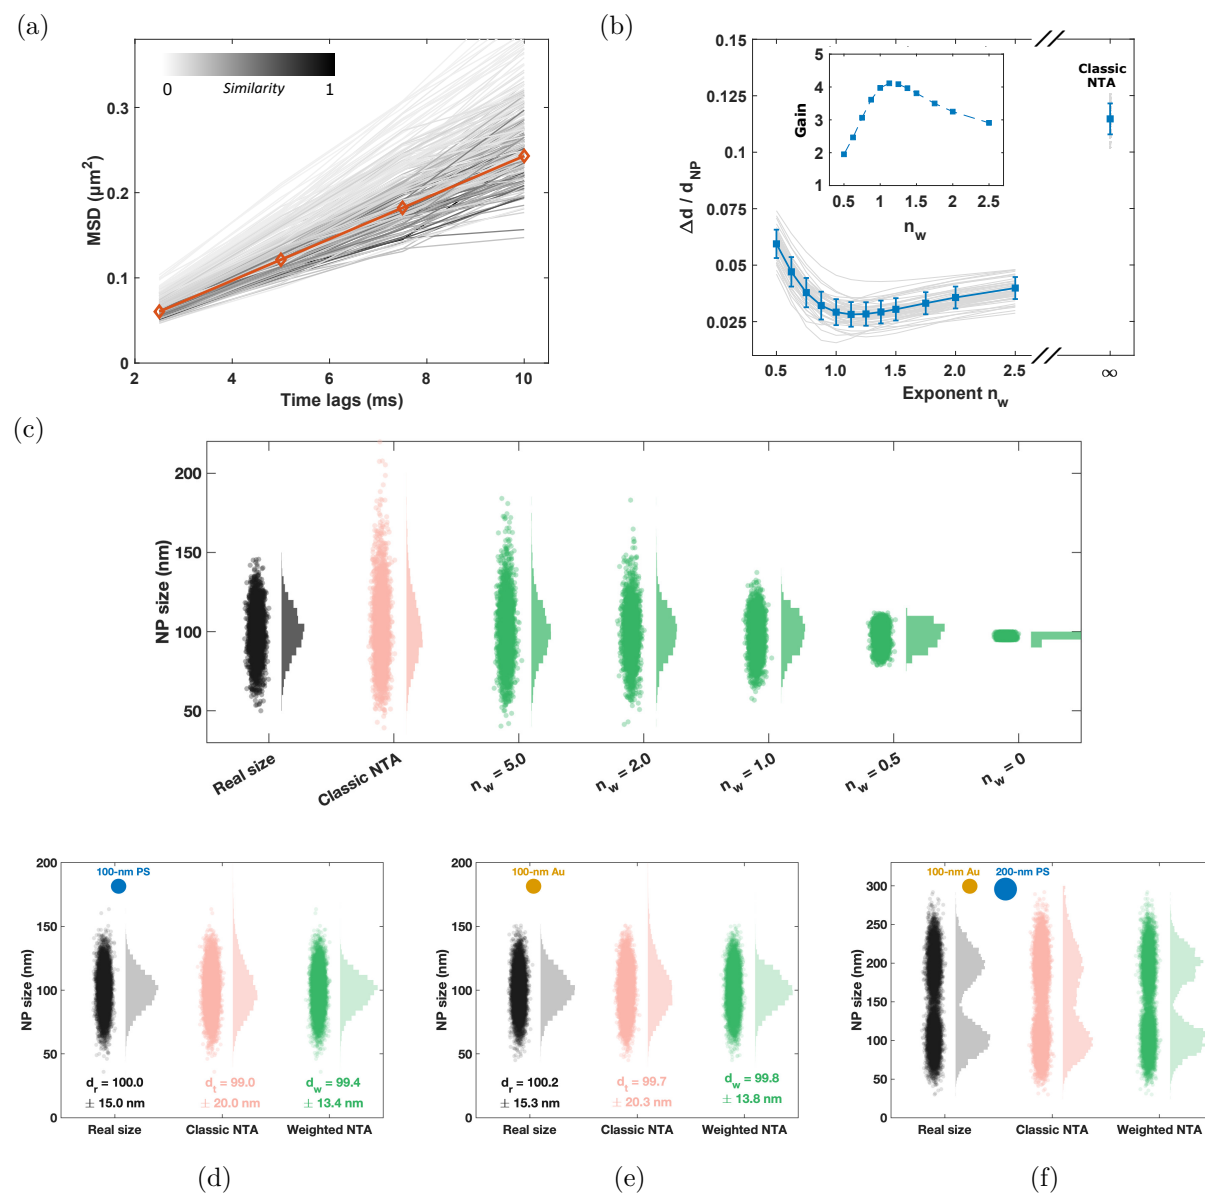 (a)
0.3
0.2
0.1
0
MSD (μm²)
0 Similarity 1
2 4 6 8 10
Time lags (ms)
(b)
0.15
0.125
0.1
0.075
0.05
0.025
Δd / d_NP
Classic
NTA
5
4
3
2
1
Gain
0.5 1.0 1.5 2.0 2.5
n_w
0.5 1.0 1.5 2.0 2.5 ∞
Exponent n_w
(c)
200
150
100
50
NP size (nm)
Real size
Classic NTA
n_w = 5.0
n_w = 2.0
n_w = 1.0
n_w = 0.5
n_w = 0
200
150
100
50
0
NP size (nm)
100-nm PS
d_r = 100.0
± 15.0 nm
d_t = 99.0
± 20.0 nm
d_w = 99.4
± 13.4 nm
Real size Classic NTA Weighted NTA
(d)
200
150
100
50
0
NP size (nm)
100-nm Au
d_r = 100.2
± 15.3 nm
d_t = 99.7
± 20.3 nm
d_w = 99.8
± 13.8 nm
Real size Classic NTA Weighted NTA
(e)
300
250
200
150
100
50
0
NP size (nm)
100-nm Au 200-nm PS
Real size Classic NTA Weighted NTA
(f)